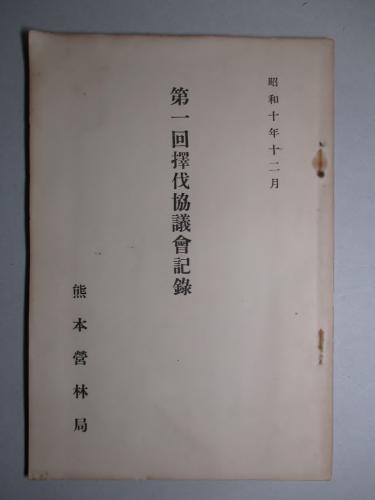 昭和十年十二月
第一回擇伐協議會記錄
熊本營林局